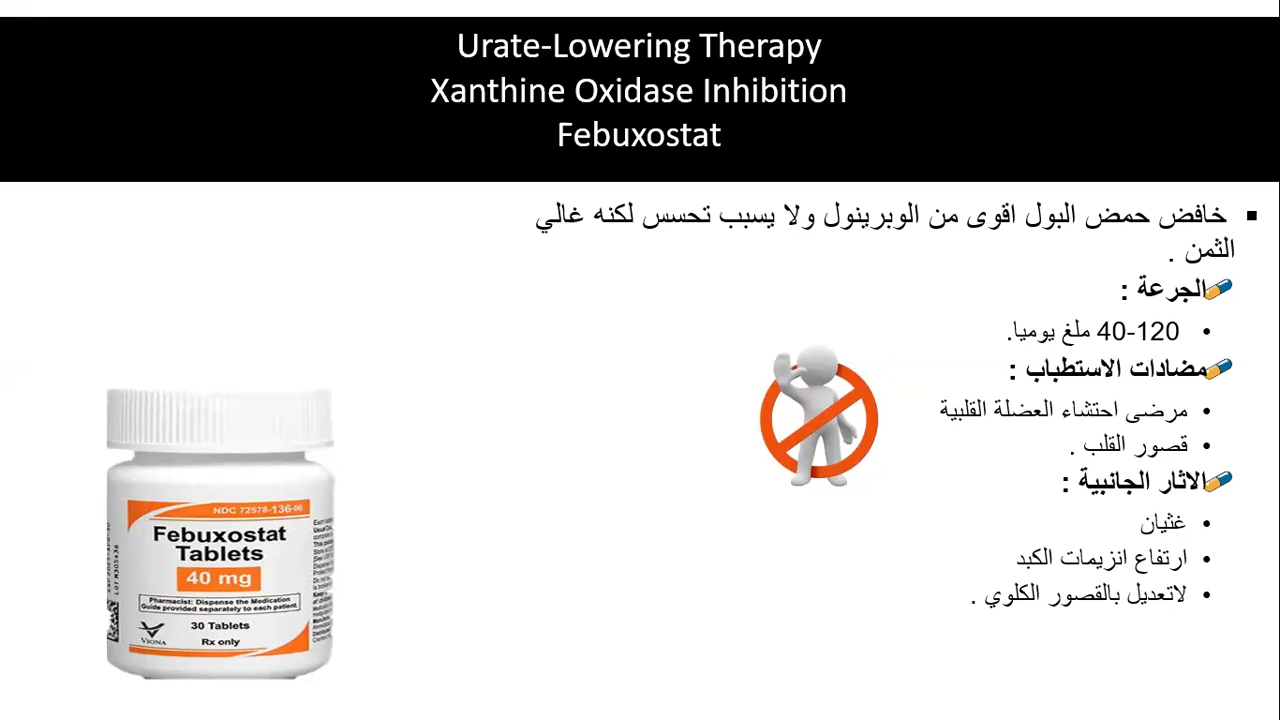 Urate-Lowering Therapy
Xanthine Oxidase Inhibition
Febuxostat
▪ خافض حمض البول اقوى من الوبرينول ولا يسبب تحسس لكنه غالي
الثمن .
الجرعة :
• 40-120 ملغ يوميا.
مضادات الاستطباب :
• مرضى احتشاء العضلة القلبية
• قصور القلب .
الاثار الجانبية :
• غثيان
• ارتفاع انزيمات الكبد
• لاتعديل بالقصور الكلوي .
NDC 72578-136-06
Febuxostat
Tablets
40 mg
Pharmacist: Dispense the Medication
Guide provided separately to each patient.
30 Tablets
Rx only
VIONA